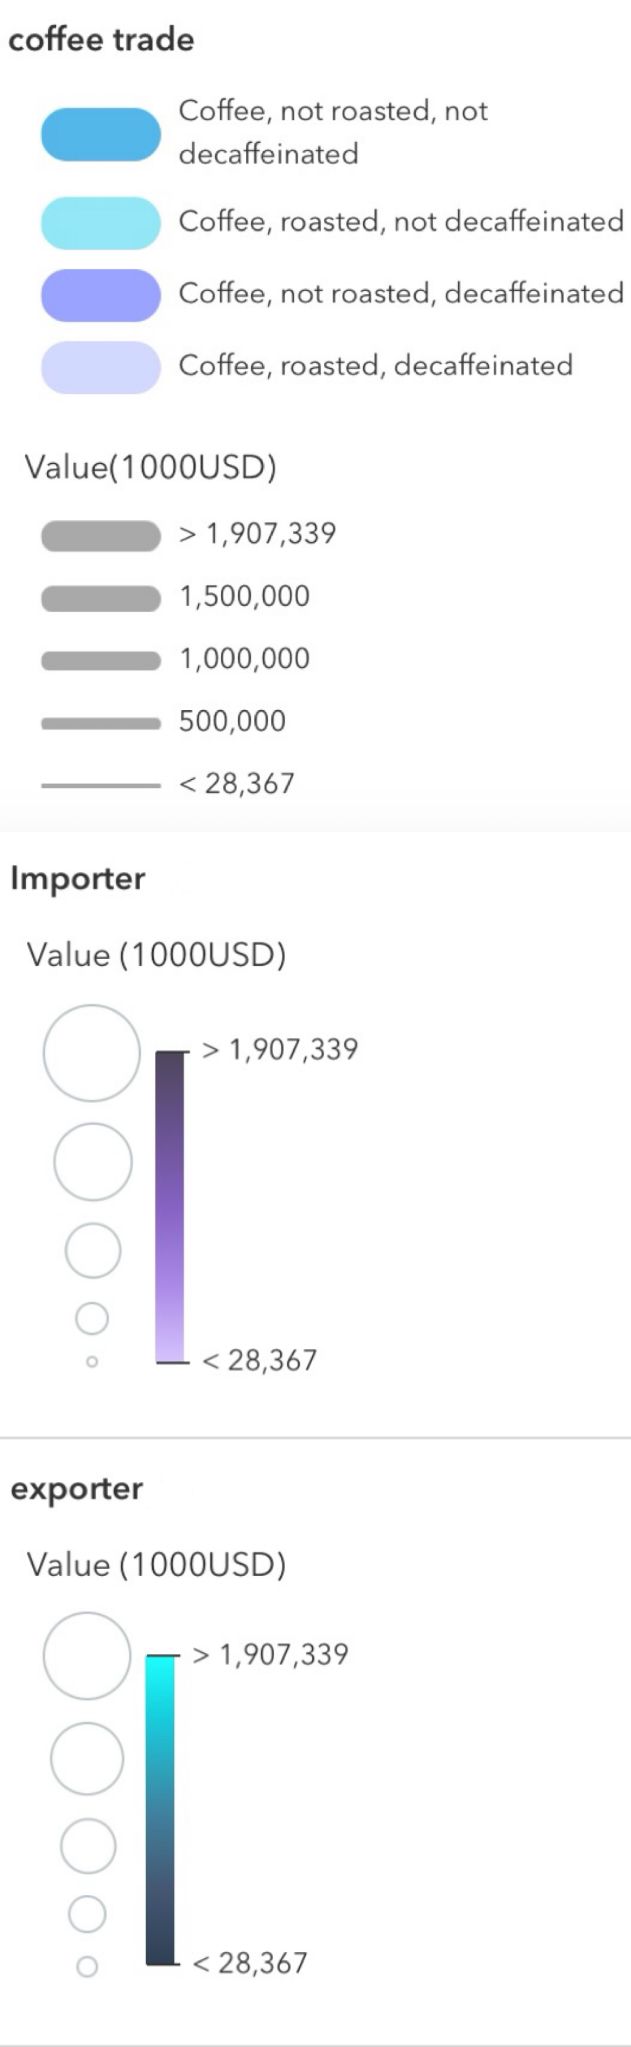 coffee trade
Coffee, not roasted, not
decaffeinated
Coffee, roasted, not decaffeinated
Coffee, not roasted, decaffeinated
Coffee, roasted, decaffeinated
Value(1000USD)
> 1,907,339
1,500,000
1,000,000
500,000
< 28,367
Importer
Value (1000USD)
> 1,907,339
< 28,367
exporter
Value (1000USD)
> 1,907,339
< 28,367